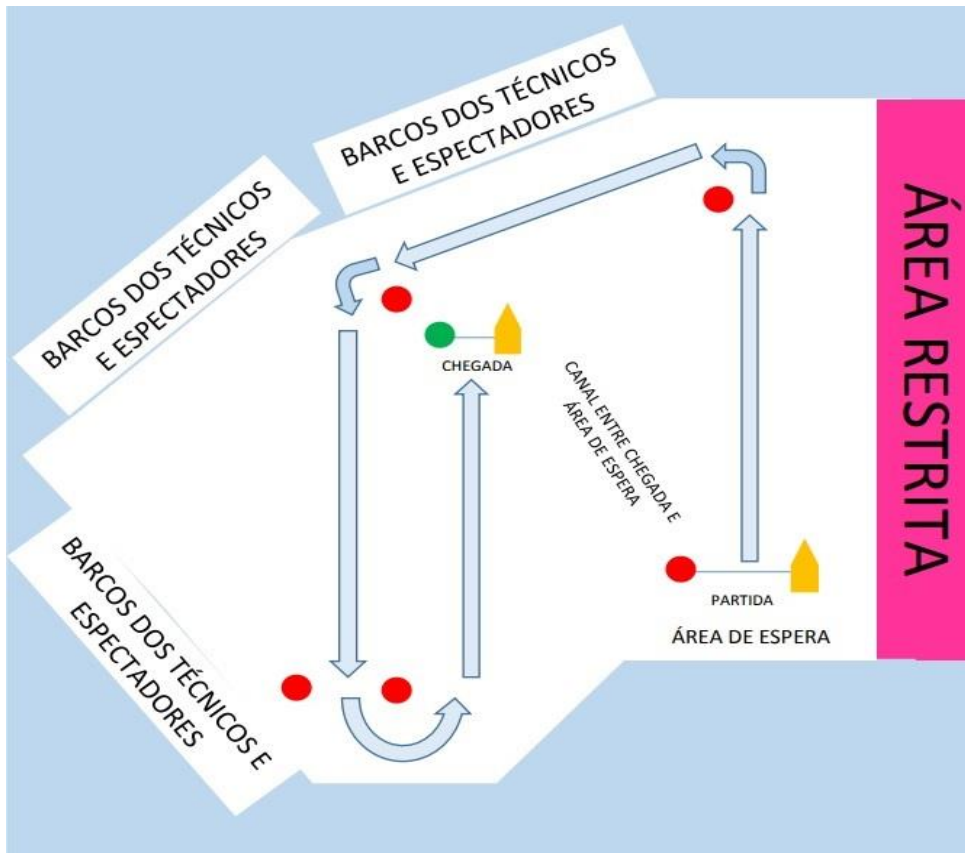 BARCOS DOS TÉCNICOS
E ESPECTADORES
BARCOS DOS TÉCNICOS
E ESPECTADORES
ÁREA RESTRITA
CHEGADA
CANAL ENTRE CHEGADA E
ÁREA DE ESPERA
BARCOS DOS TÉCNICOS E
ESPECTADORES
PARTIDA
ÁREA DE ESPERA